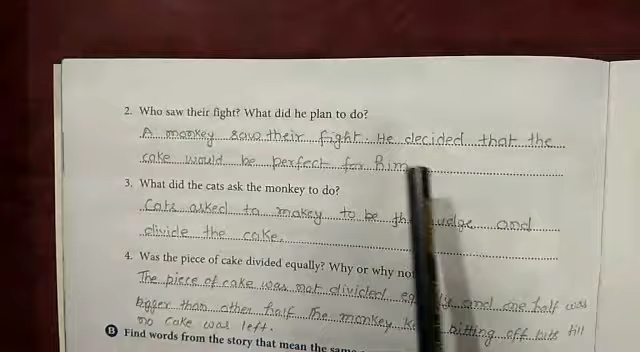 2. Who saw their fight? What did he plan to do?
A monkey saw their fight. He decided that the
cake would be perfect for him
3. What did the cats ask the monkey to do?
Cats asked to makey to be the judge and
divide the cake.
4. Was the piece of cake divided equally? Why or why not
The piece of cake was not divided and one half was
bigger than other half The monkey bitting off bits till
no cake was left.
B Find words from the story that mean the same